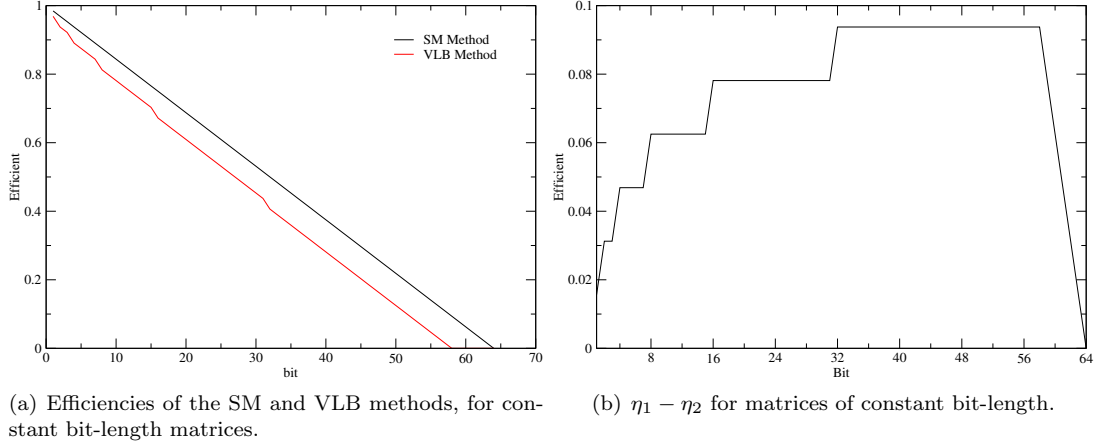 1
0.8
0.6
0.4
0.2
0
Efficient
0 10 20 30 40 50 60 70
bit
SM Method
VLB Method
0.1
0.08
0.06
0.04
0.02
0
Efficient
8 16 24 32 40 48 56 64
Bit
(a) Efficiencies of the SM and VLB methods, for con-
stant bit-length matrices.
(b) η₁ − η₂ for matrices of constant bit-length.